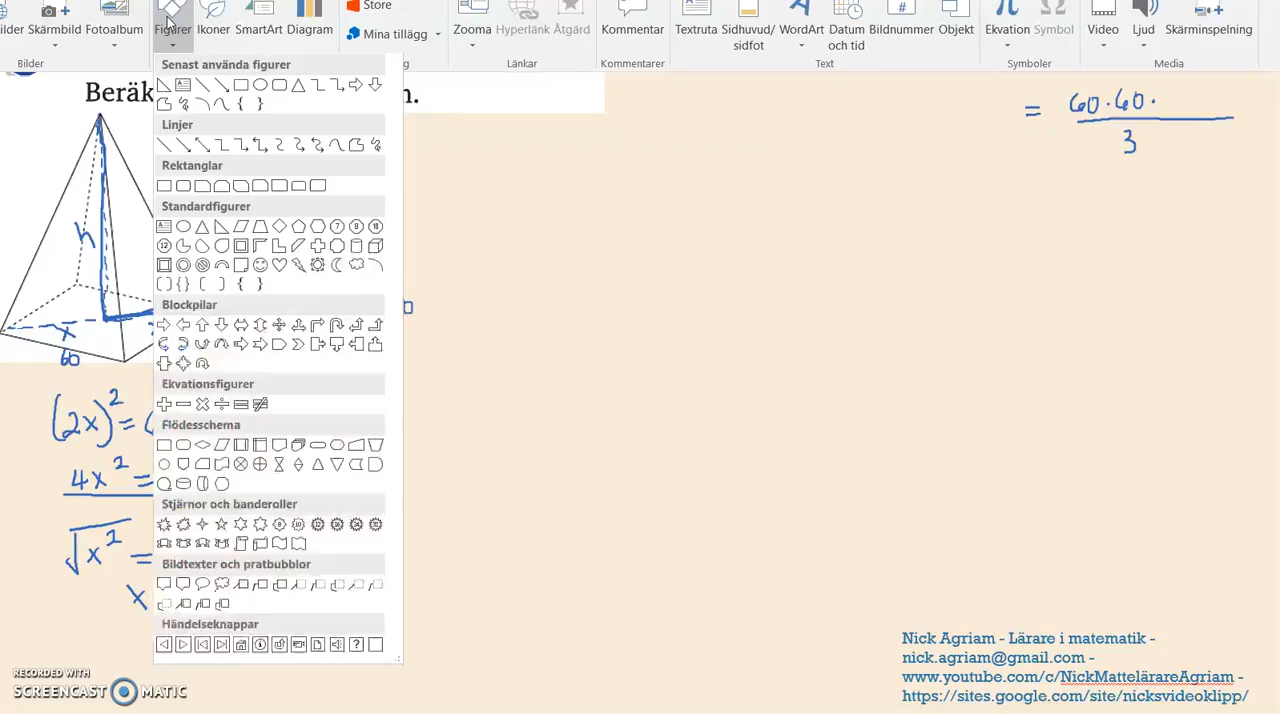 Store
ilder Skärmbild Fotoalbum Figurer Ikoner SmartArt Diagram Mina tillägg Zooma Hyperlänk Åtgärd Kommentar Textruta Sidhuvud/ sidfot WordArt Datum och tid Bildnummer Objekt Ekvation Symbol Video Ljud Skärminspelning
Bilder g Länkar Kommentarer Text Symboler Media
Senast använda figurer
Linjer
Rektanglar
Standardfigurer
Blockpilar
Ekvationsfigurer
Flödesschema
Stjärnor och banderoller
Bildtexter och pratbubblor
Händelseknappar
Beräk n.
= 60·60·
3
h
x
60
(2x)² = (
4x² =
√x² =
x
Nick Agriam - Lärare i matematik -
nick.agriam@gmail.com -
www.youtube.com/c/NickMattelärareAgriam -
https://sites.google.com/site/nicksvideoklipp/
RECORDED WITH
SCREENCAST MATIC